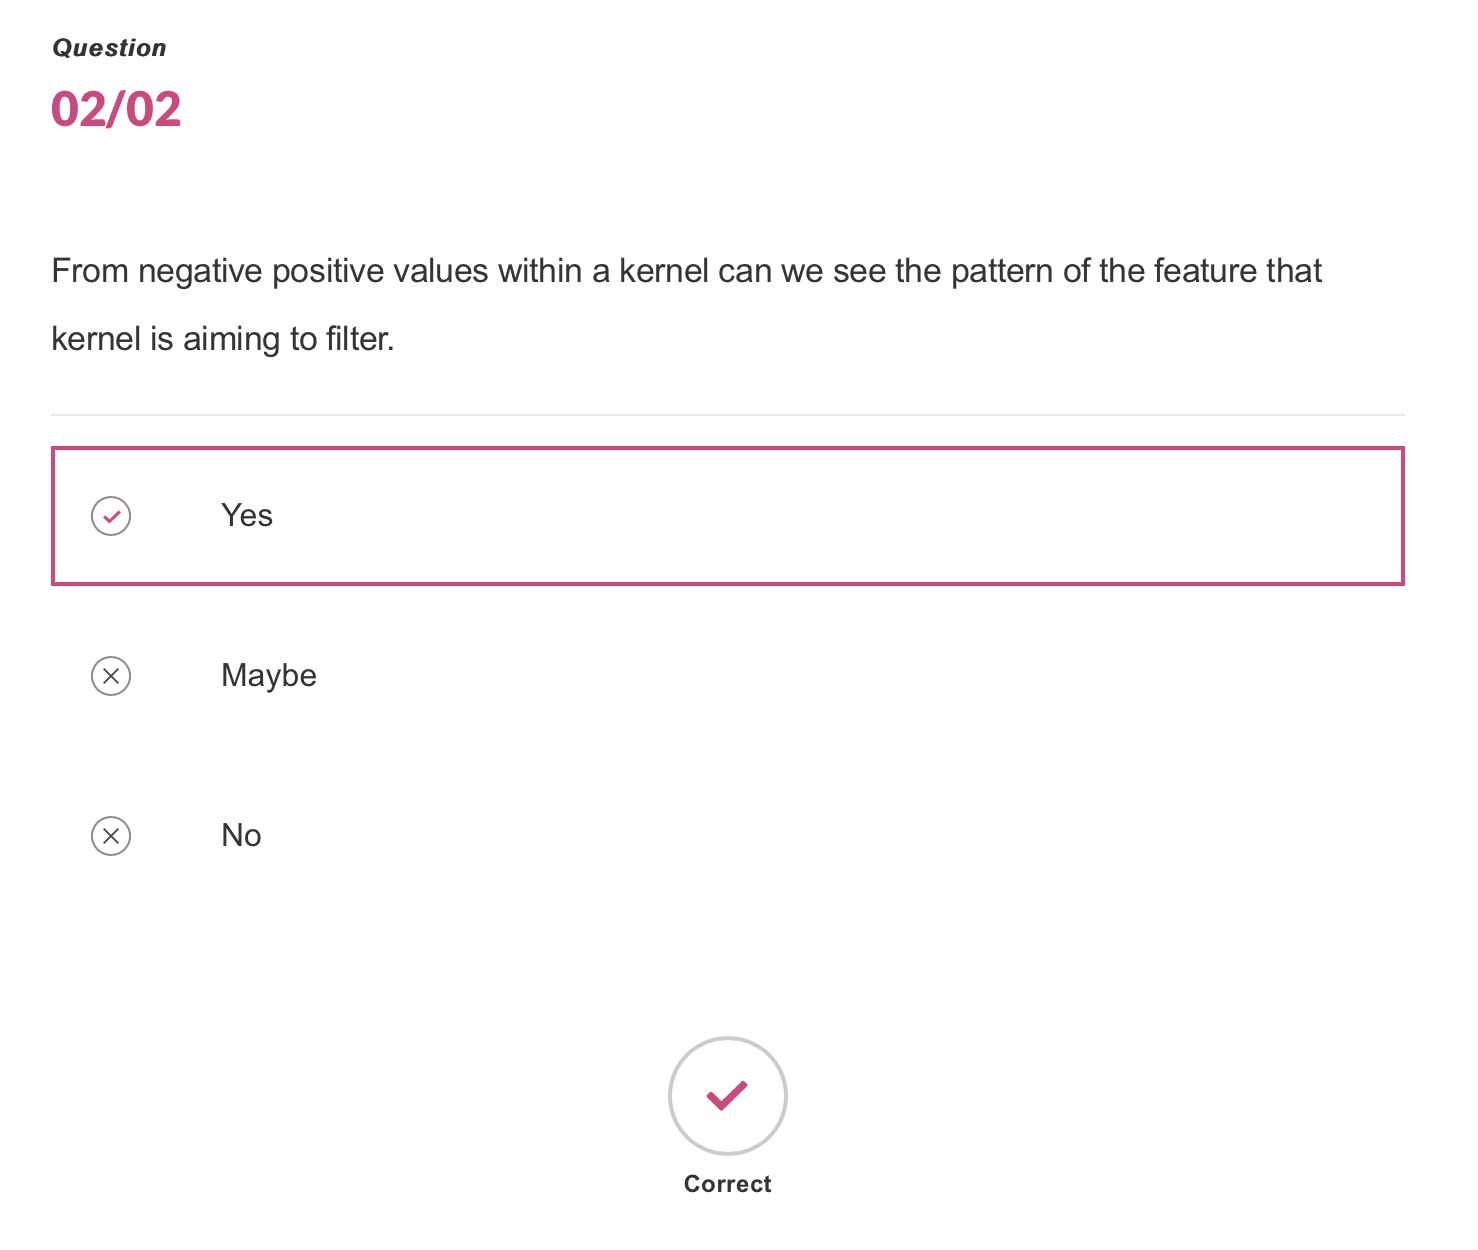 Question
02/02
From negative positive values within a kernel can we see the pattern of the feature that
kernel is aiming to filter.
Yes
Maybe
No
Correct